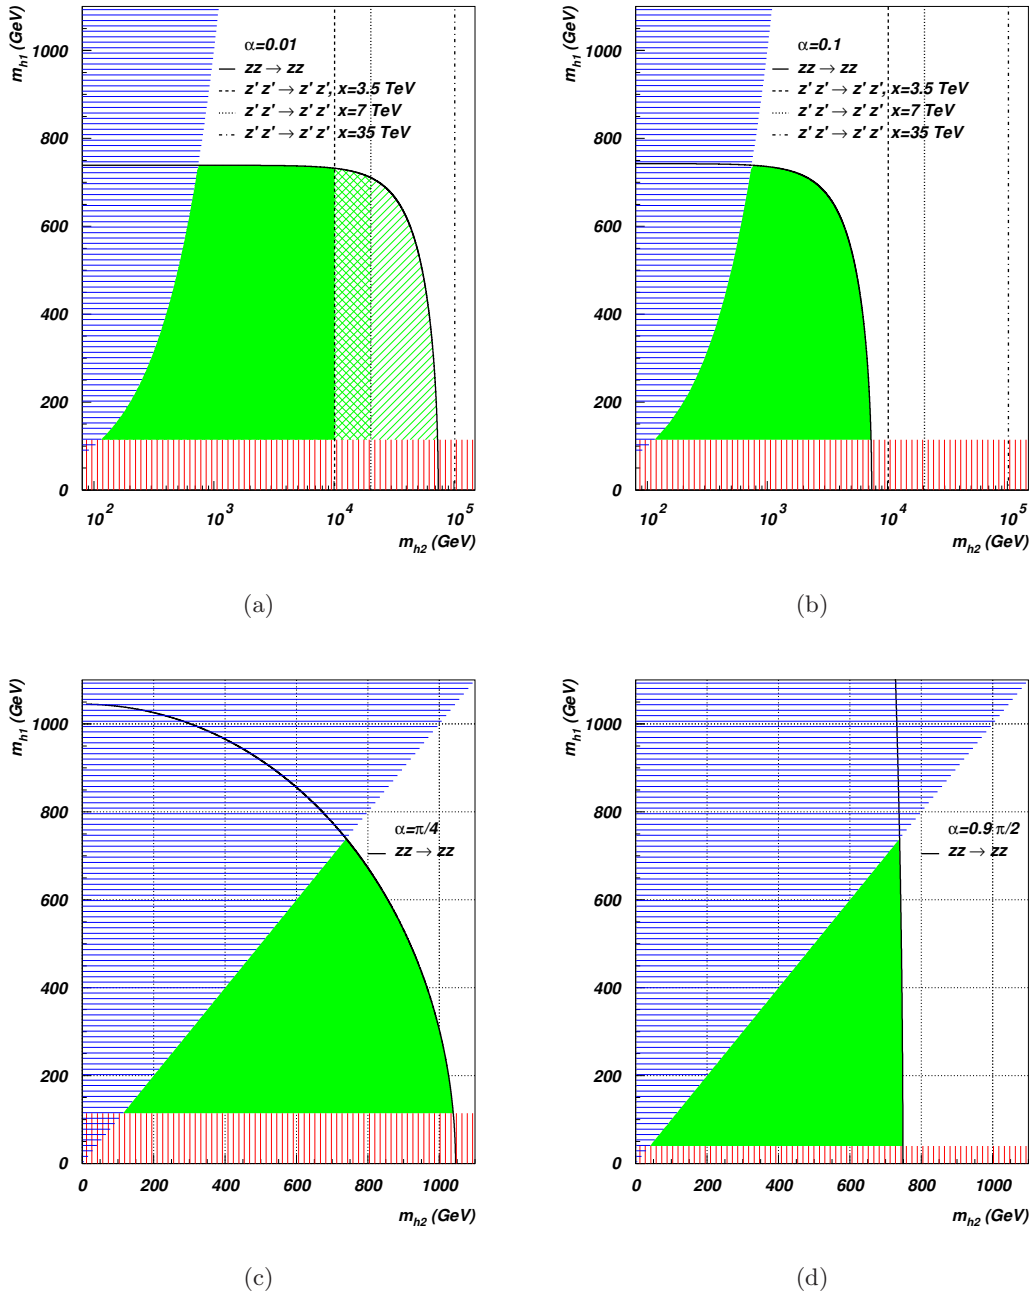 m_h1 (GeV)
1000
800
600
400
200
0
α=0.01
zz → zz
z' z' → z' z', x=3.5 TeV
z' z' → z' z' x=7 TeV
z' z' → z' z' x=35 TeV
10^2
10^3
10^4
10^5
m_h2 (GeV)
(a)
m_h1 (GeV)
1000
800
600
400
200
0
α=0.1
zz → zz
z' z' → z' z', x=3.5 TeV
z' z' → z' z' x=7 TeV
z' z' → z' z' x=35 TeV
10^2
10^3
10^4
10^5
m_h2 (GeV)
(b)
m_h1 (GeV)
1000
800
600
400
200
0
α=π/4
zz → zz
0 200 400 600 800 1000
m_h2 (GeV)
(c)
m_h1 (GeV)
1000
800
600
400
200
0
α=0.9 π/2
zz → zz
0 200 400 600 800 1000
m_h2 (GeV)
(d)